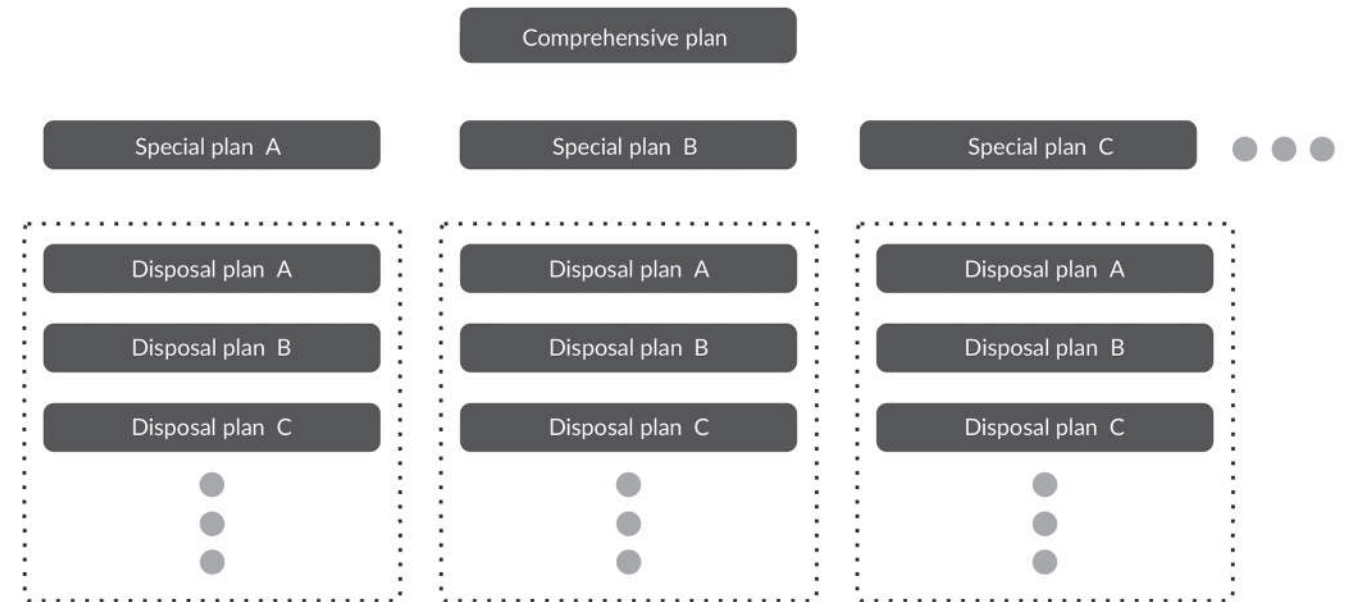 Comprehensive plan
Special plan A
Special plan B
Special plan C
Disposal plan A
Disposal plan A
Disposal plan A
Disposal plan B
Disposal plan B
Disposal plan B
Disposal plan C
Disposal plan C
Disposal plan C